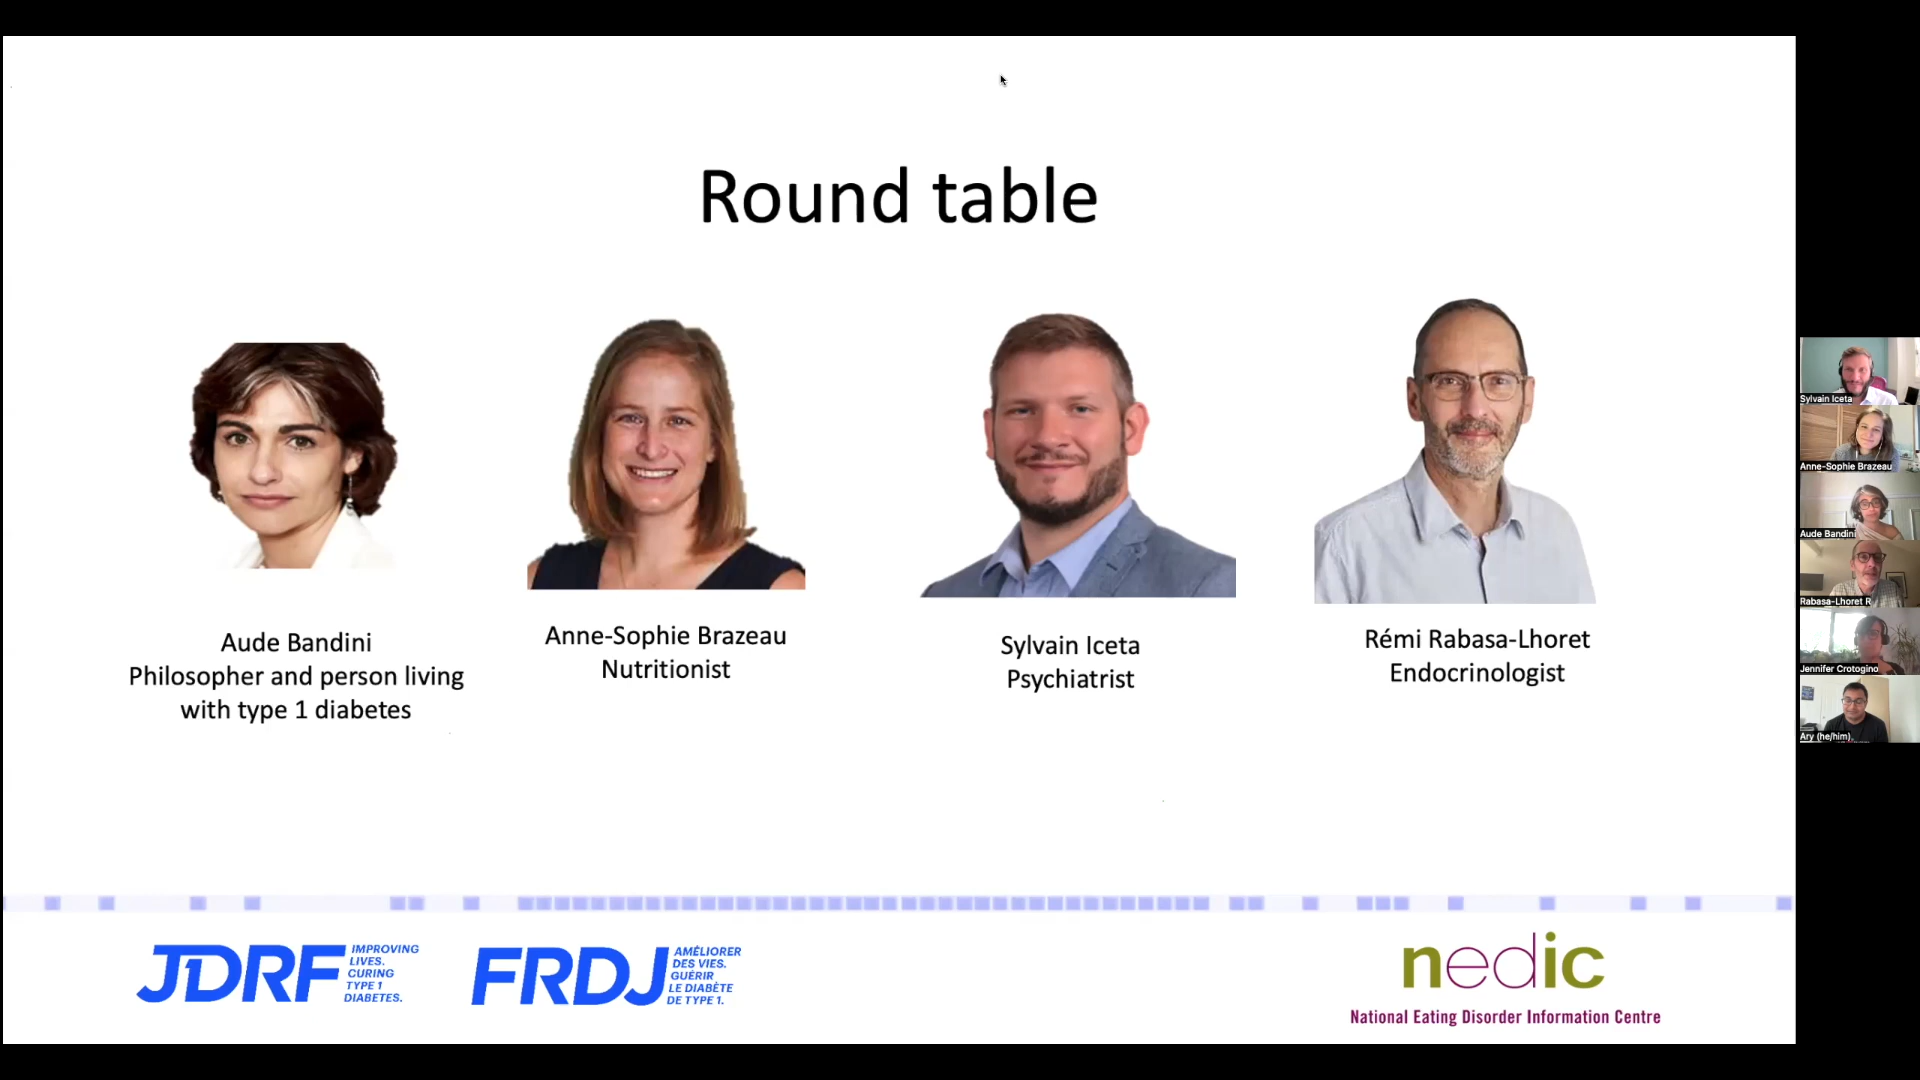 Round table
Aude Bandini
Philosopher and person living
with type 1 diabetes
Anne-Sophie Brazeau
Nutritionist
Sylvain Iceta
Psychiatrist
Rémi Rabasa-Lhoret
Endocrinologist
JDRF
IMPROVING
LIVES.
CURING
TYPE 1
DIABETES.
FRDJ
AMÉLIORER
DES VIES.
GUÉRIR
LE DIABÈTE
DE TYPE 1.
nedic
National Eating Disorder Information Centre
Sylvain Iceta
Anne-Sophie Brazeau
Aude Bandini
Rabasa-Lhoret R
Jennifer Crotogino
Ary (he/him)